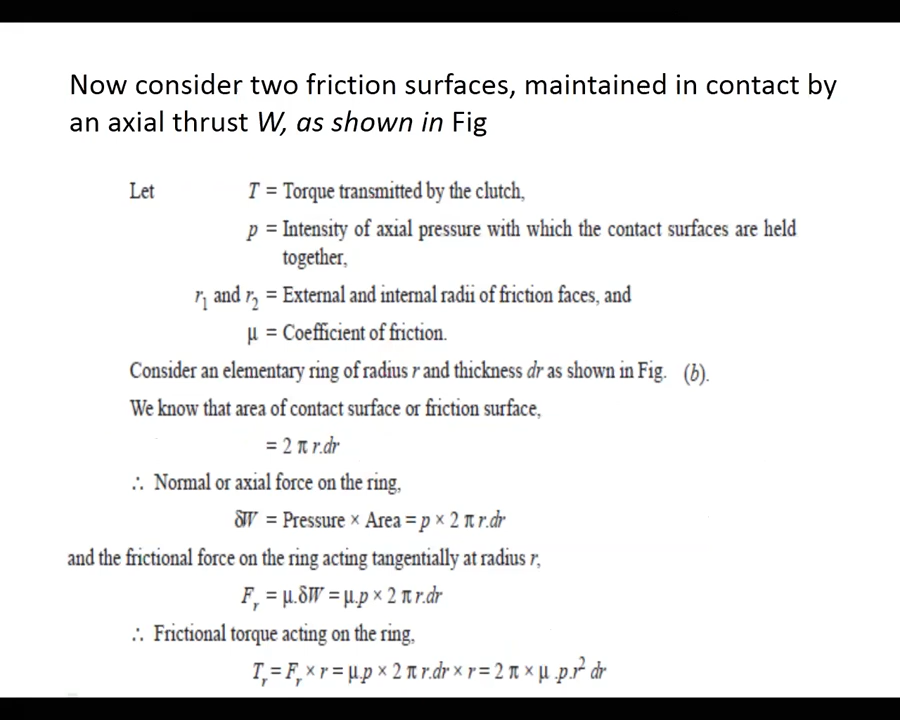 Now consider two friction surfaces, maintained in contact by
an axial thrust W, as shown in Fig
Let T = Torque transmitted by the clutch,
p = Intensity of axial pressure with which the contact surfaces are held
together,
r₁ and r₂ = External and internal radii of friction faces, and
μ = Coefficient of friction.
Consider an elementary ring of radius r and thickness dr as shown in Fig. (b).
We know that area of contact surface or friction surface,
= 2 π r.dr
∴ Normal or axial force on the ring,
δW = Pressure × Area = p × 2 π r.dr
and the frictional force on the ring acting tangentially at radius r,
Fᵣ = μ.δW = μ.p × 2 π r.dr
∴ Frictional torque acting on the ring,
Tᵣ = Fᵣ × r = μ.p × 2 π r.dr × r = 2 π × μ .p.r² dr